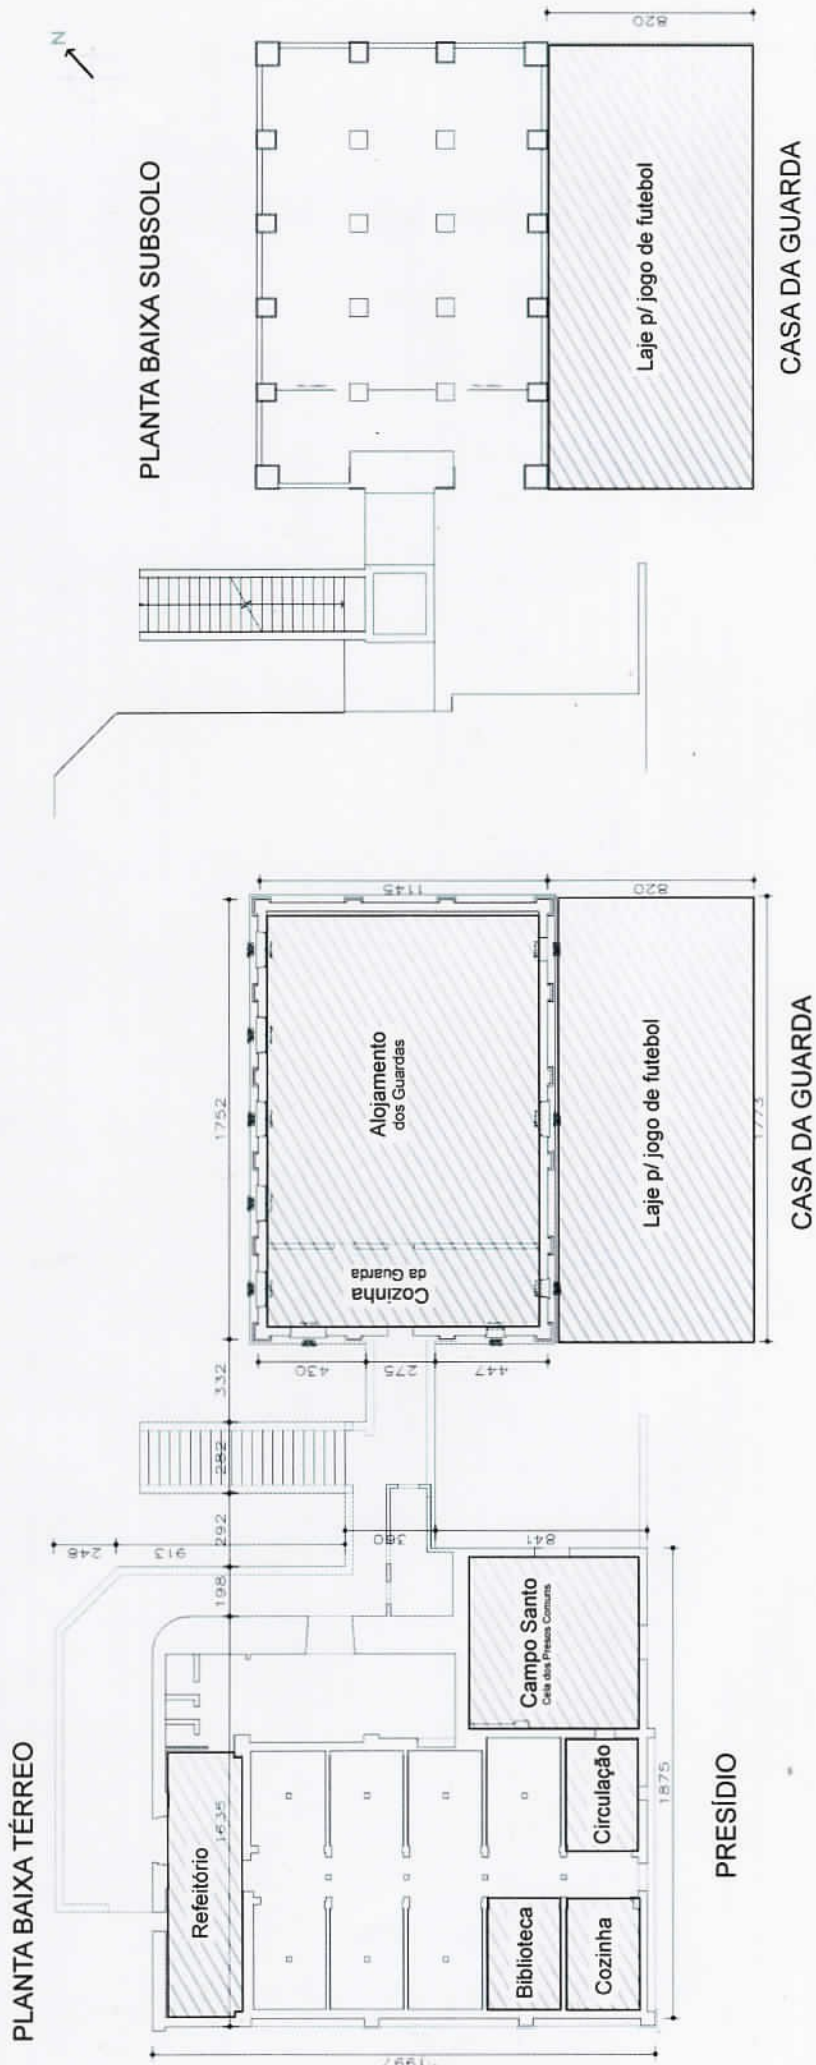 N
PLANTA BAIXA SUBSOLO
820
Laje p/ jogo de futebol
CASA DA GUARDA
1752
1145
820
Alojamento
dos Guardas
Cozinha
da Guarda
Laje p/ jogo de futebol
1773
CASA DA GUARDA
332
430
275
447
282
292
198
248
913
360
841
PLANTA BAIXA TÉRREO
Refeitório
1635
Campo Santo
Cela dos Presos Comuns
Circulação
Biblioteca
Cozinha
1875
PRESÍDIO
1997